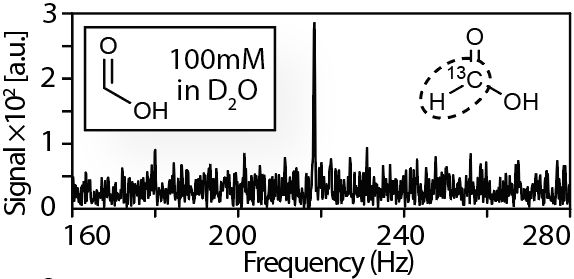 3
2
1
0
Signal ×10² [a.u.]
O
OH
100mM
in D₂O
O
¹³C
H
OH
160 200 240 280
Frequency (Hz)